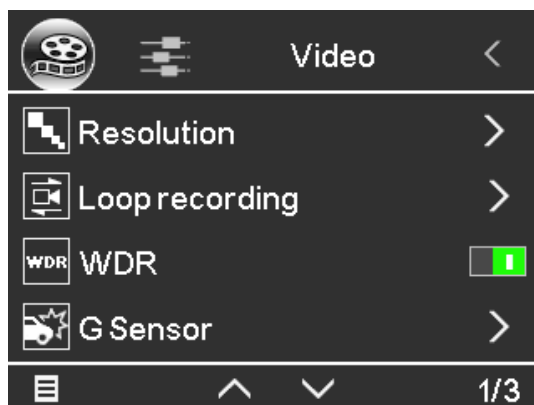 Video
Resolution
Loop recording
WDR WDR
G Sensor
1/3